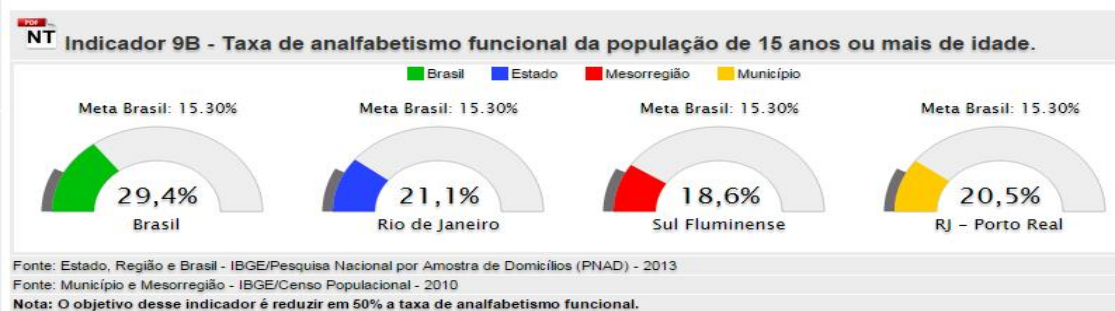 PDF
NT Indicador 9B - Taxa de analfabetismo funcional da população de 15 anos ou mais de idade.
Brasil Estado Mesorregião Município
Meta Brasil: 15.30% Meta Brasil: 15.30% Meta Brasil: 15.30% Meta Brasil: 15.30%
29,4% 21,1% 18,6% 20,5%
Brasil Rio de Janeiro Sul Fluminense RJ – Porto Real
Fonte: Estado, Região e Brasil - IBGE/Pesquisa Nacional por Amostra de Domicílios (PNAD) - 2013
Fonte: Município e Mesorregião - IBGE/Censo Populacional - 2010
Nota: O objetivo desse indicador é reduzir em 50% a taxa de analfabetismo funcional.